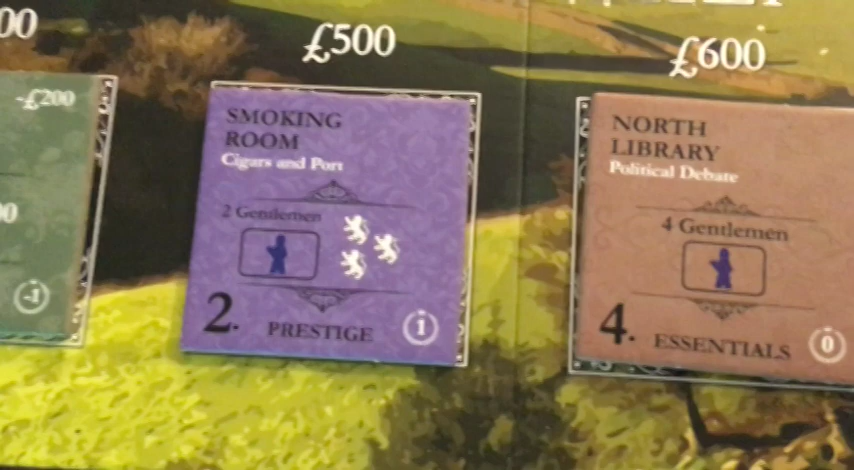 00
£500
£600
-£200
00
-1
SMOKING
ROOM
Cigars and Port
2 Gentlemen
2.
PRESTIGE
1
NORTH
LIBRARY
Political Debate
4 Gentlemen
4.
ESSENTIALS
0